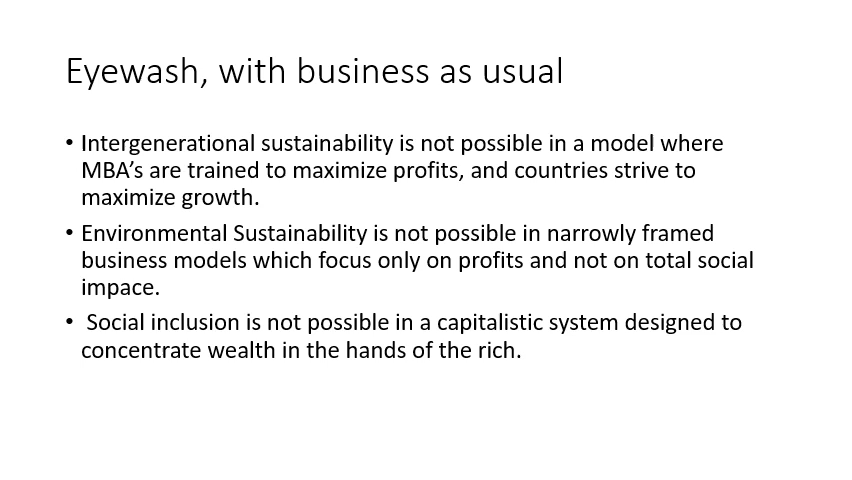 Eyewash, with business as usual
• Intergenerational sustainability is not possible in a model where
MBA’s are trained to maximize profits, and countries strive to
maximize growth.
• Environmental Sustainability is not possible in narrowly framed
business models which focus only on profits and not on total social
impace.
• Social inclusion is not possible in a capitalistic system designed to
concentrate wealth in the hands of the rich.